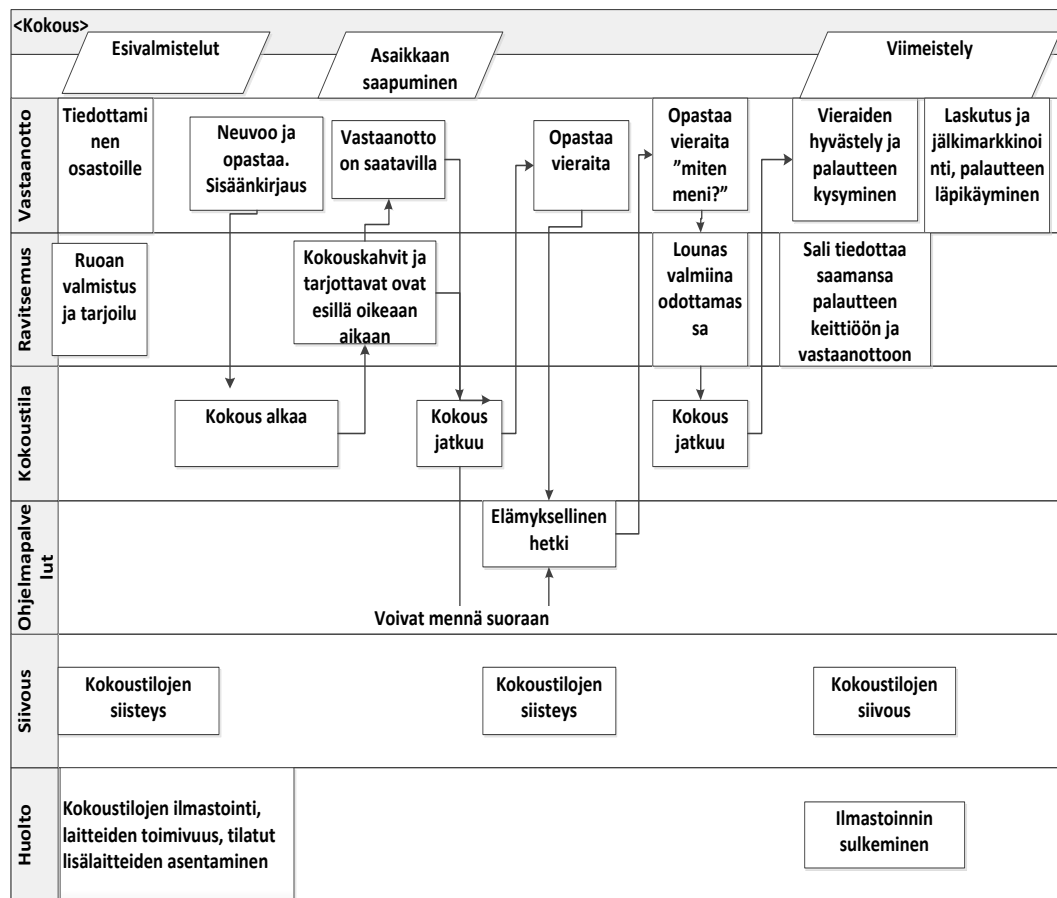 <Kokous>
Esivalmistelut
Asaikkaan
saapuminen
Viimeistely
Vastaanotto
Tiedottami
nen
osastoille
Neuvoo ja
opastaa.
Sisäänkirjaus
Vastaanotto
on saatavilla
Opastaa
vieraita
Opastaa
vieraita
”miten
meni?”
Vieraiden
hyvästely ja
palautteen
kysyminen
Laskutus ja
jälkimarkkinoi
nti, palautteen
läpikäyminen
Ravitsemus
Ruoan
valmistus
ja tarjoilu
Kokouskahvit ja
tarjottavat ovat
esillä oikeaan
aikaan
Lounas
valmiina
odottamas
sa
Sali tiedottaa
saamansa
palautteen
keittiöön ja
vastaanottoon
Kokoustila
Kokous alkaa
Kokous
jatkuu
Kokous
jatkuu
Ohjelmapalve
lut
Elämyksellinen
hetki
Voivat mennä suoraan
Siivous
Kokoustilojen
siisteys
Kokoustilojen
siisteys
Kokoustilojen
siivous
Huolto
Kokoustilojen ilmastointi,
laitteiden toimivuus, tilatut
lisälaitteiden asentaminen
Ilmastoinnin
sulkeminen